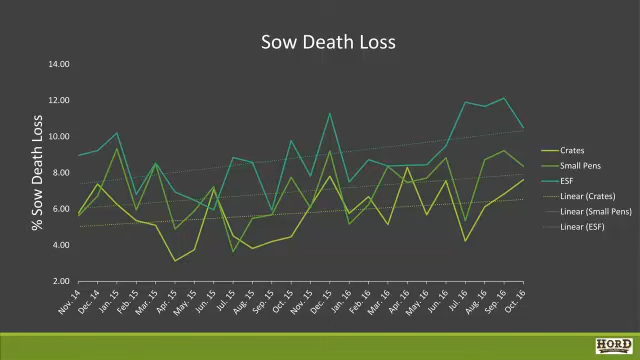 Sow Death Loss
% Sow Death Loss
14.00
12.00
10.00
8.00
6.00
4.00
2.00
Nov. 14
Dec. 14
Jan. 15
Feb. 15
Mar. 15
Apr. 15
May. 15
Jun. 15
Jul. 15
Aug. 15
Sep. 15
Oct. 15
Nov. 15
Dec. 15
Jan. 16
Feb. 16
Mar. 16
Apr. 16
May. 16
Jun. 16
Jul. 16
Aug. 16
Sep. 16
Oct. 16
Crates
Small Pens
ESF
Linear (Crates)
Linear (Small Pens)
Linear (ESF)
HORD